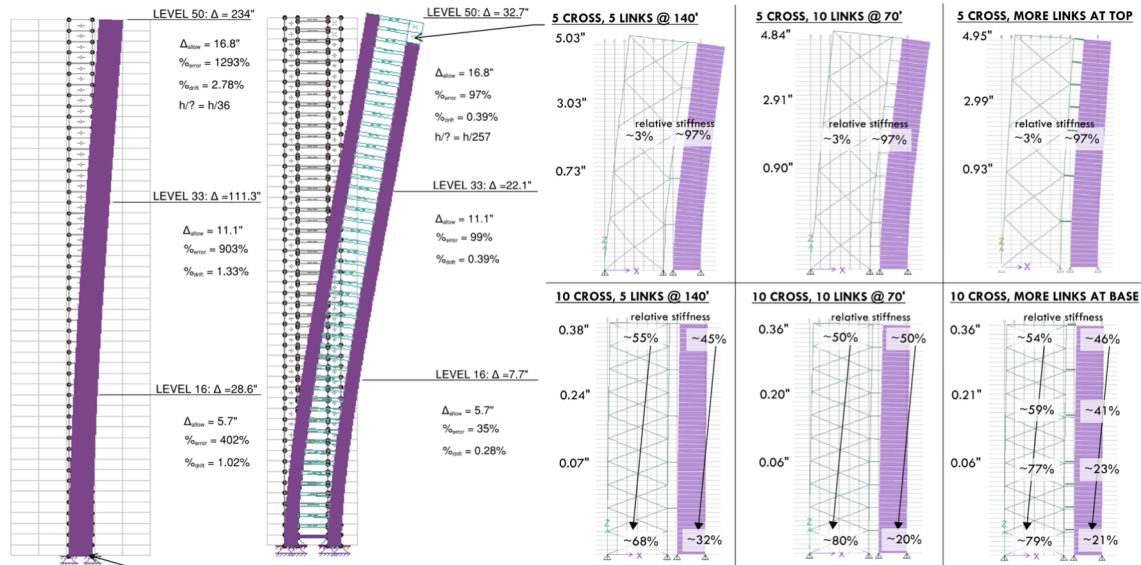 LEVEL 50: Δ = 234"
Δallow = 16.8"
%error = 1293%
%drift = 2.78%
h/? = h/36
LEVEL 33: Δ =111.3"
Δallow = 11.1"
%error = 903%
%drift = 1.33%
LEVEL 16: Δ =28.6"
Δallow = 5.7"
%error = 402%
%drift = 1.02%
LEVEL 50: Δ = 32.7"
Δallow = 16.8"
%error = 97%
%drift = 0.39%
h/? = h/257
LEVEL 33: Δ =22.1"
Δallow = 11.1"
%error = 99%
%drift = 0.39%
LEVEL 16: Δ =7.7"
Δallow = 5.7"
%error = 35%
%drift = 0.28%
5 CROSS, 5 LINKS @ 140'
5.03"
3.03"
relative stiffness
~3% ~97%
0.73"
Z
X
5 CROSS, 10 LINKS @ 70'
4.84"
2.91"
relative stiffness
~3% ~97%
0.90"
Z
X
5 CROSS, MORE LINKS AT TOP
4.95"
2.99"
relative stiffness
~3% ~97%
0.93"
Z
X
10 CROSS, 5 LINKS @ 140'
relative stiffness
0.38"
~55% ~45%
0.24"
0.07"
Z
~68% ~32%
X
10 CROSS, 10 LINKS @ 70'
relative stiffness
0.36"
~50% ~50%
0.20"
0.06"
Z
~80% ~20%
X
10 CROSS, MORE LINKS AT BASE
relative stiffness
0.36"
~54% ~46%
0.21"
~59% ~41%
0.06"
~77% ~23%
Z
~79% ~21%
X